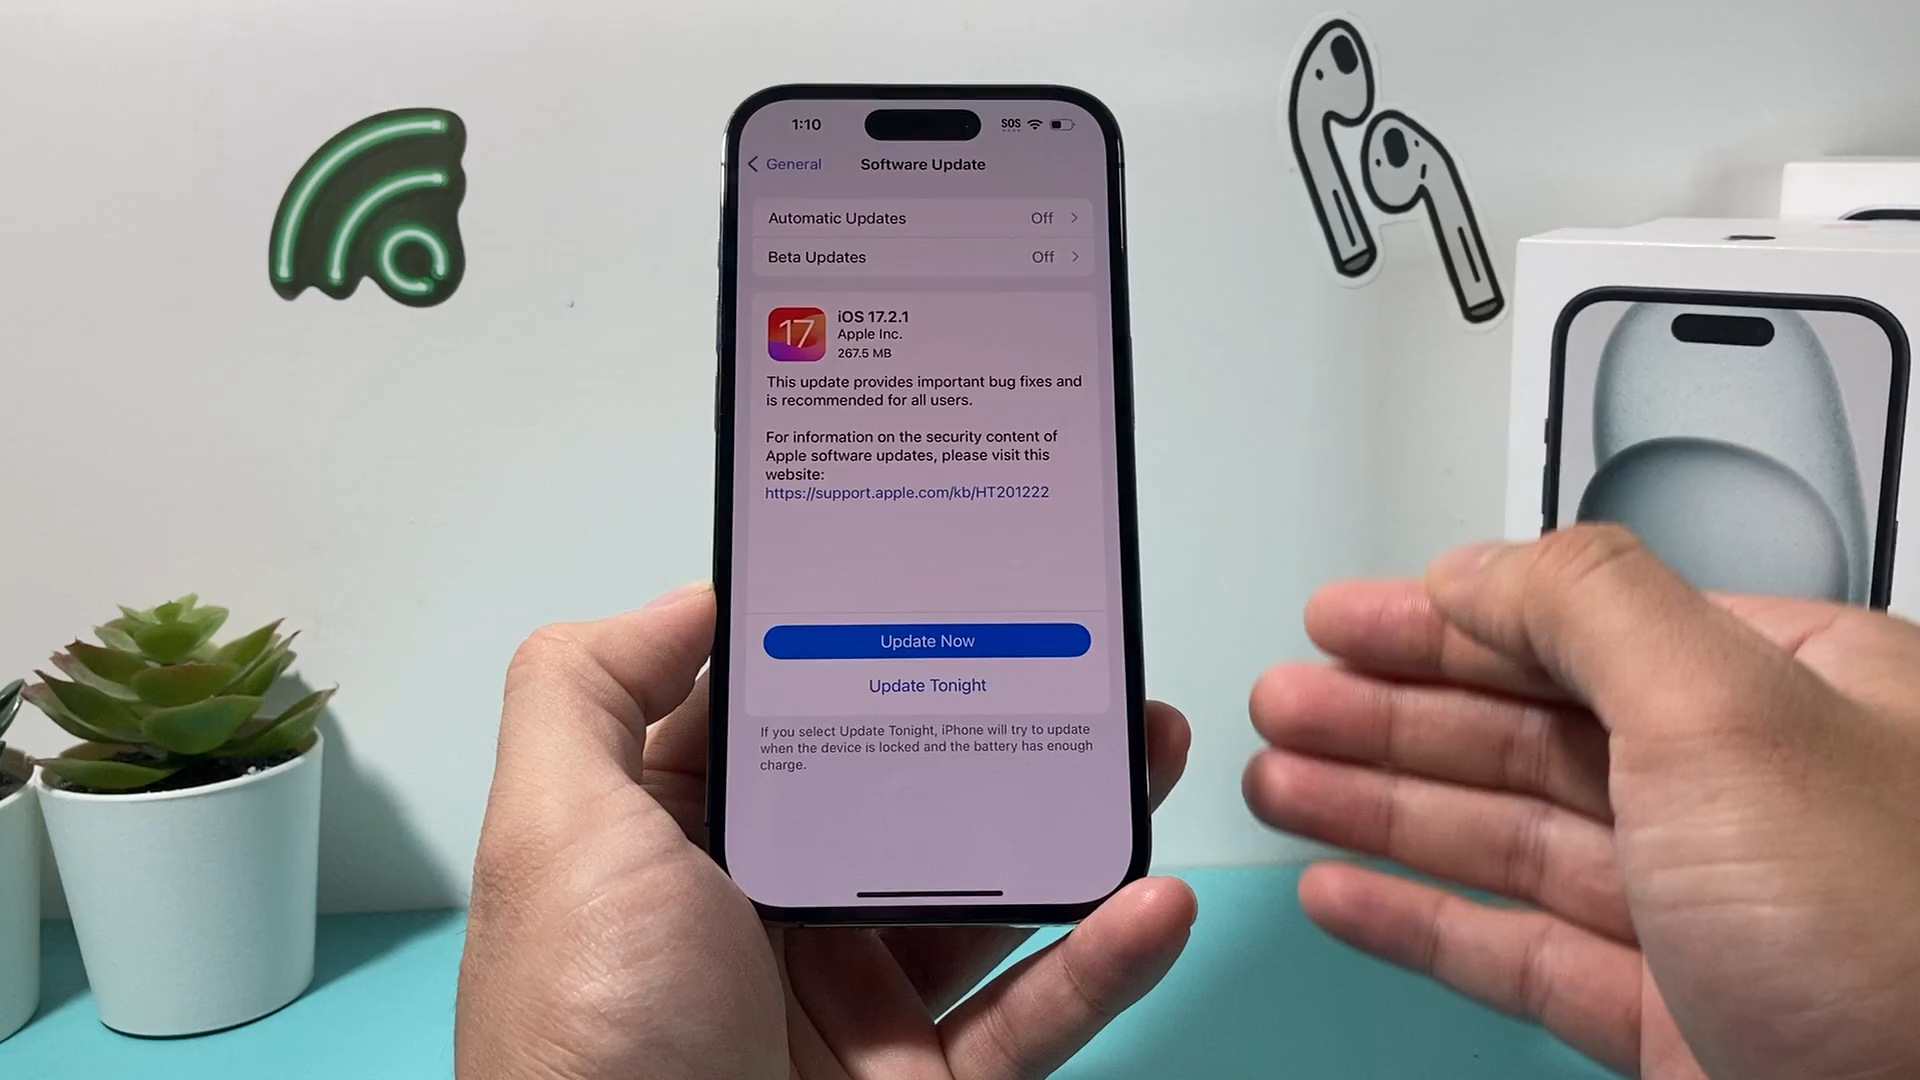 1:10 SOS
General Software Update
Automatic Updates Off
Beta Updates Off
17
iOS 17.2.1
Apple Inc.
267.5 MB
This update provides important bug fixes and
is recommended for all users.
For information on the security content of
Apple software updates, please visit this
website:
https://support.apple.com/kb/HT201222
Update Now
Update Tonight
If you select Update Tonight, iPhone will try to update
when the device is locked and the battery has enough
charge.